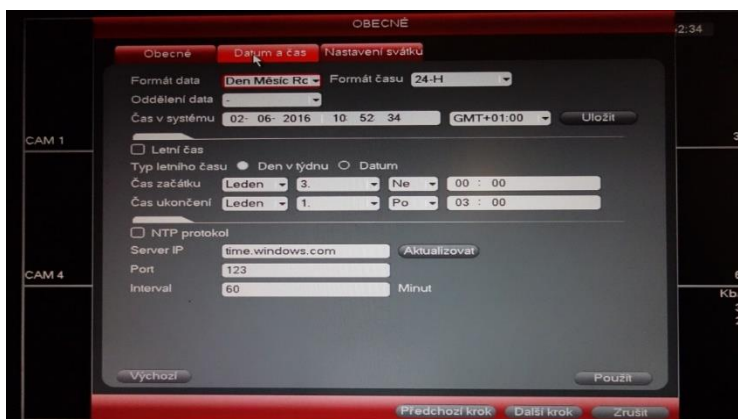 OBECNÉ
Obecné Datum a čas Nastavení svátků
Formát data Den Měsíc Rc Formát času 24-H
Oddělení data -
Čas v systému 02- 06- 2016 10 52 34 GMT+01:00 Uložit
CAM 1
Letní čas
Typ letního času Den v týdnu Datum
Čas začátku Leden 3. Ne 00 : 00
Čas ukončení Leden 1. Po 03 : 00
NTP protokol
Server IP time.windows.com Aktualizovat
CAM 4
Port 123
Interval 60 Minut
Kb
Výchozí Použít
Předchozí krok Další krok Zrušit